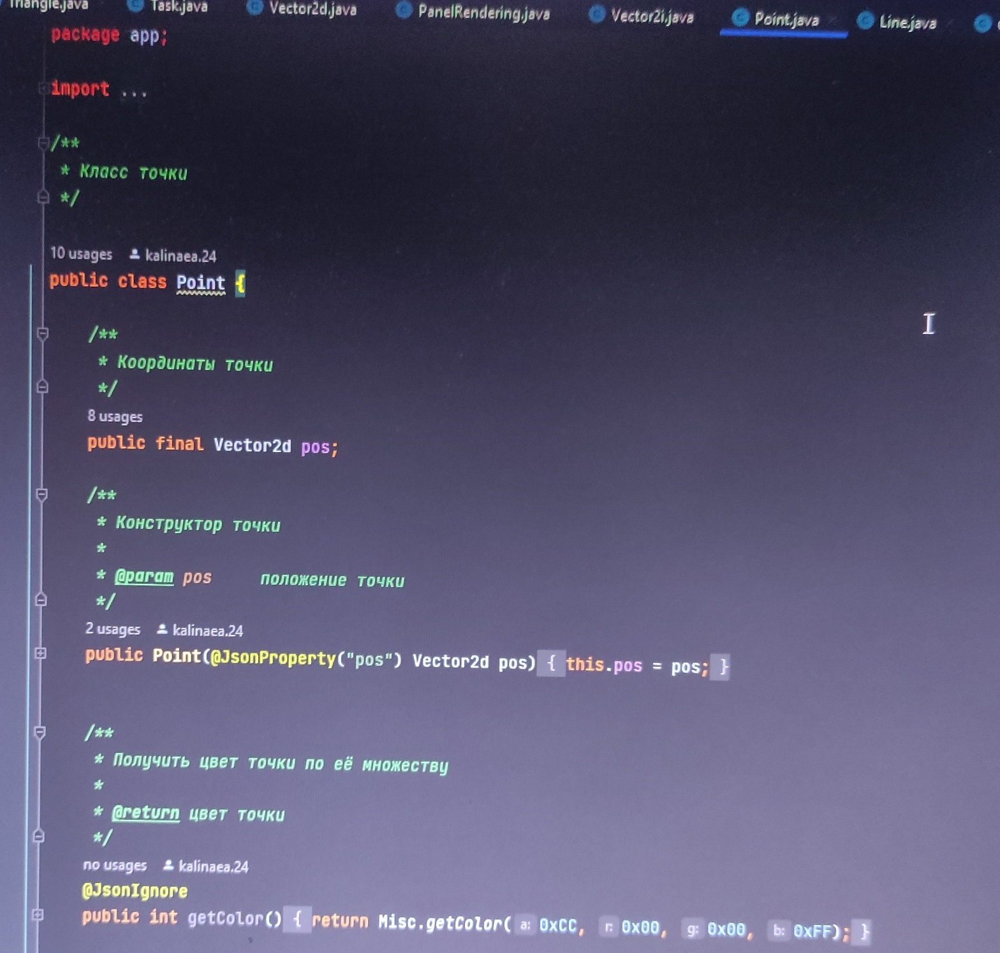 Triangle.java Task.java Vector2d.java PanelRendering.java Vector2i.java Point.java Line.java
package app;
import ...
/**
* Класс точки
*/
10 usages kalinaea.24
public class Point {
/**
* Координаты точки
*/
8 usages
public final Vector2d pos;
/**
* Конструктор точки
*
* @param pos положение точки
*/
2 usages kalinaea.24
public Point(@JsonProperty("pos") Vector2d pos) { this.pos = pos; }
/**
* Получить цвет точки по её множеству
*
* @return цвет точки
*/
no usages kalinaea.24
@JsonIgnore
public int getColor() { return Misc.getColor( a: 0xCC, r: 0x00, g: 0x00, b: 0xFF); }